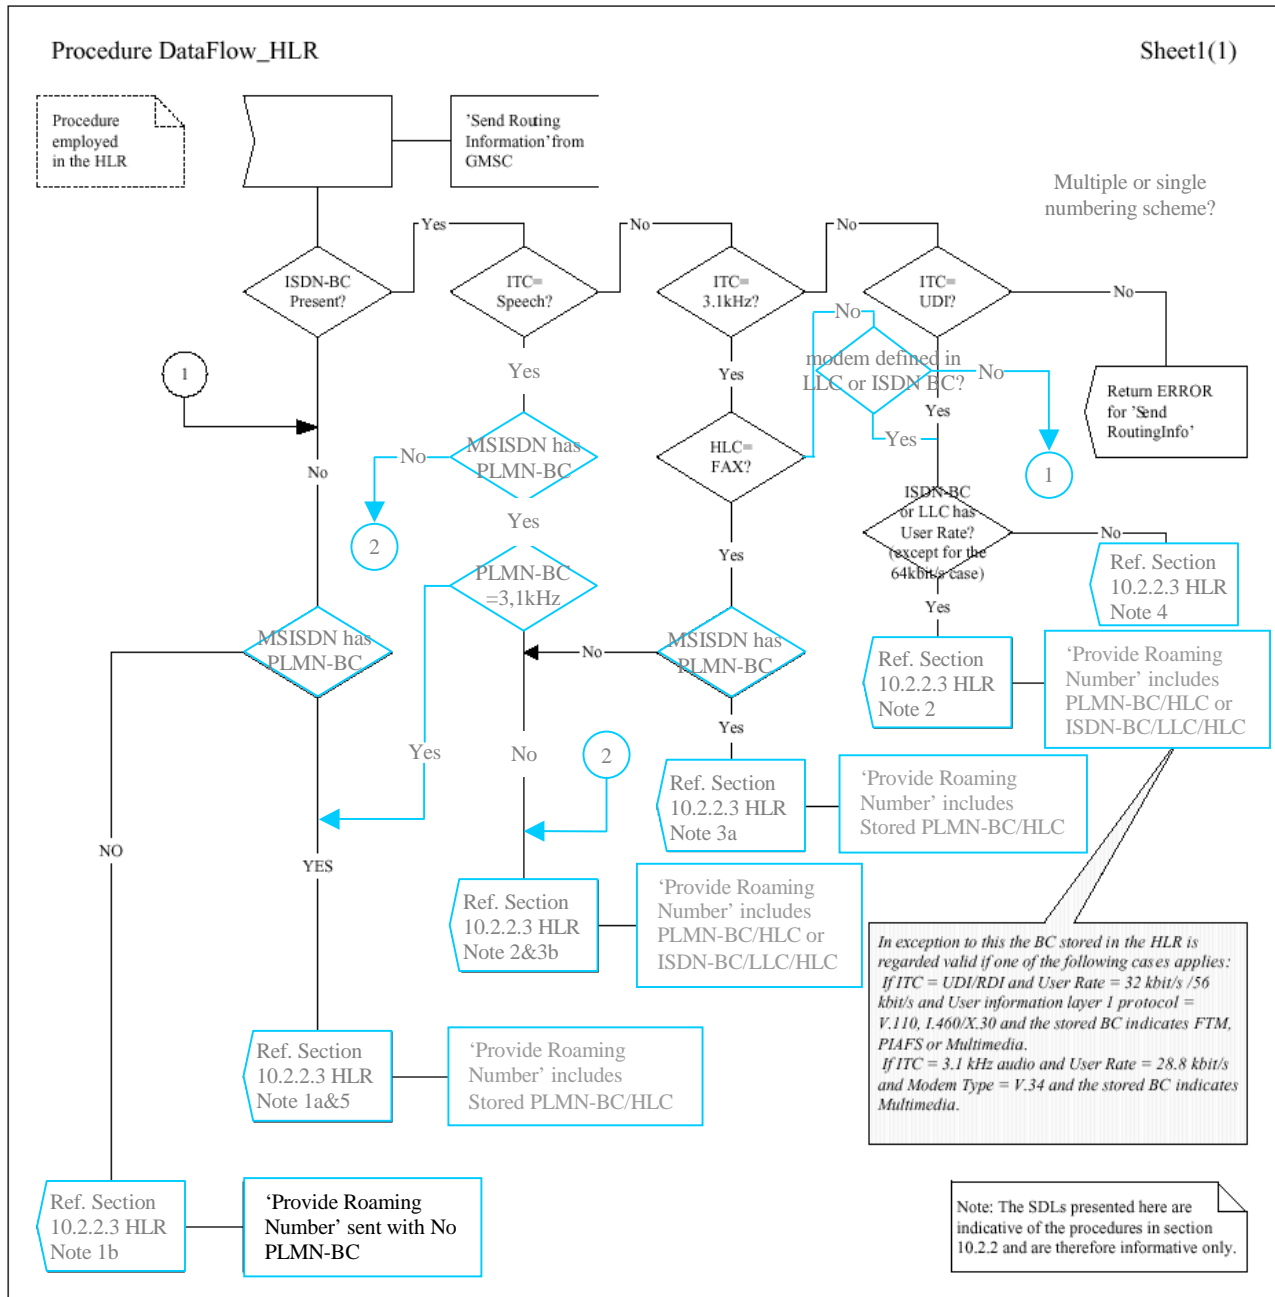 Procedure DataFlow_HLR
Sheet1(1)
Procedure
employed
in the HLR
'Send Routing
Information'from
GMSC
Multiple or single
numbering scheme?
Yes
No
No
ISDN-BC
Present?
ITC=
Speech?
ITC=
3.1kHz?
ITC=
UDI?
No
No
1
Yes
Yes
modem defined in
LLC or ISDN BC?
No
Return ERROR
for 'Send
RoutingInfo'
Yes
Yes
No
No
MSISDN has
PLMN-BC
HLC=
FAX?
1
2
Yes
ISDN-BC
or LLC has
User Rate?
(except for the
64kbit/s case)
No
Yes
PLMN-BC
=3,1kHz
Ref. Section
10.2.2.3 HLR
Note 4
Yes
MSISDN has
PLMN-BC
No
MSISDN has
PLMN-BC
Ref. Section
10.2.2.3 HLR
Note 2
‘Provide Roaming
Number’ includes
PLMN-BC/HLC or
ISDN-BC/LLC/HLC
Yes
Yes
No
2
Ref. Section
10.2.2.3 HLR
Note 3a
‘Provide Roaming
Number’ includes
Stored PLMN-BC/HLC
NO
YES
Ref. Section
10.2.2.3 HLR
Note 2&3b
‘Provide Roaming
Number’ includes
PLMN-BC/HLC or
ISDN-BC/LLC/HLC
In exception to this the BC stored in the HLR is
regarded valid if one of the following cases applies:
If ITC = UDI/RDI and User Rate = 32 kbit/s /56
kbit/s and User information layer 1 protocol =
V.110, I.460/X.30 and the stored BC indicates FTM,
PIAFS or Multimedia.
If ITC = 3.1 kHz audio and User Rate = 28.8 kbit/s
and Modem Type = V.34 and the stored BC indicates
Multimedia.
Ref. Section
10.2.2.3 HLR
Note 1a&5
‘Provide Roaming
Number’ includes
Stored PLMN-BC/HLC
Ref. Section
10.2.2.3 HLR
Note 1b
‘Provide Roaming
Number’ sent with No
PLMN-BC
Note: The SDLs presented here are
indicative of the procedures in section
10.2.2 and are therefore informative only.